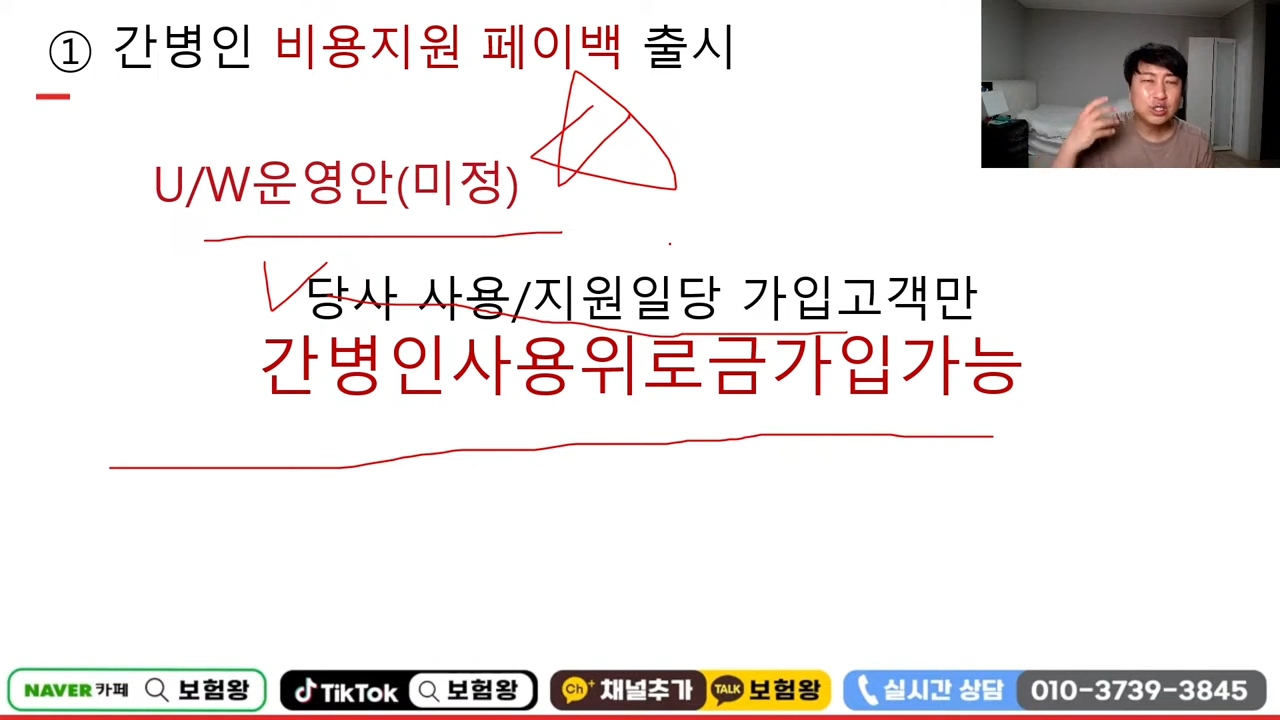 ① 간병인 비용지원 페이백 출시
U/W운영안(미정)
당사 사용/지원일당 가입고객만
간병인사용위로금가입가능
NAVER 카페 보험왕 TikTok 보험왕 Ch+ 채널추가 TALK 보험왕 실시간 상담 010-3739-3845